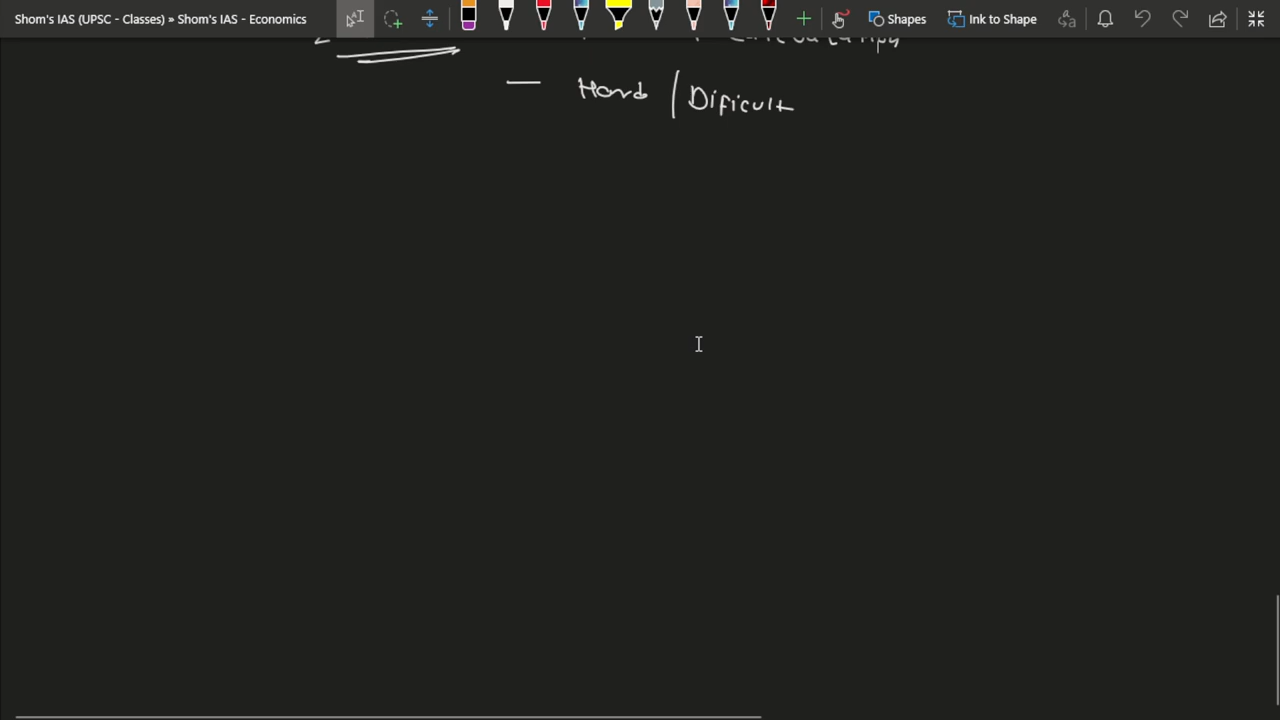 Shom's IAS (UPSC - Classes) » Shom's IAS - Economics Shapes Ink to Shape
— Hard / Dificult